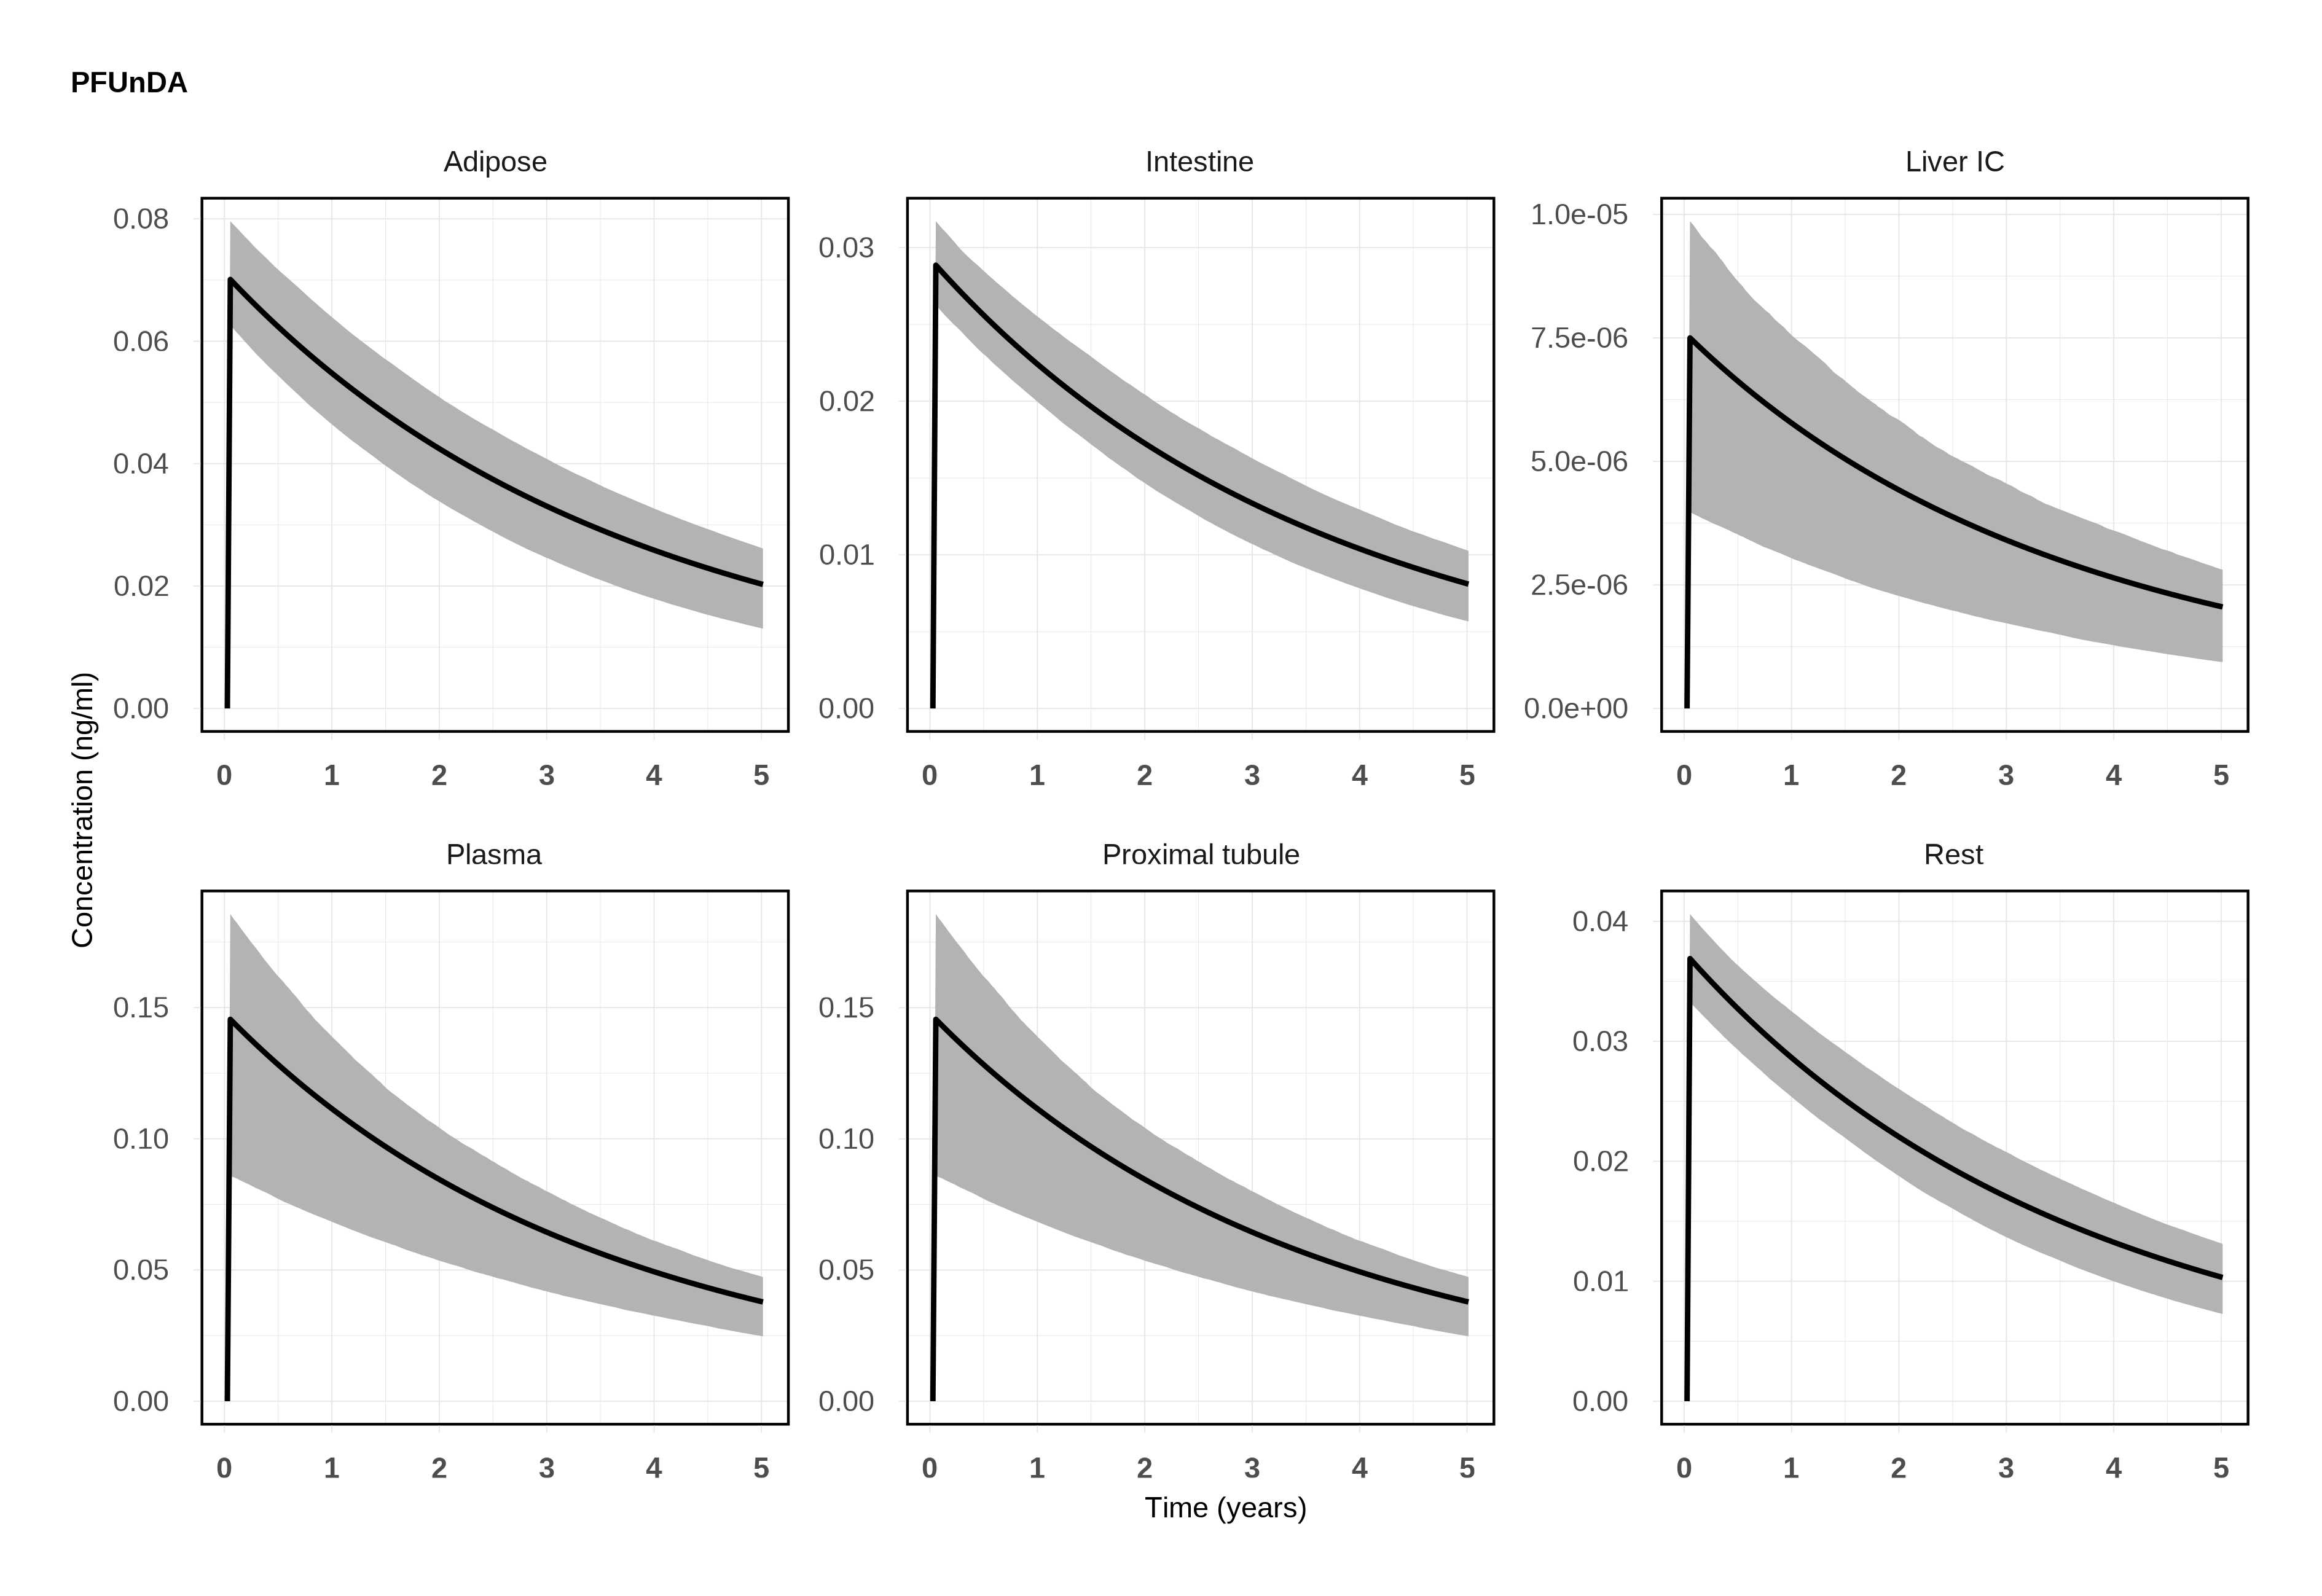 PFUnDA
Adipose
Intestine
Liver IC
0.08
0.06
0.04
0.02
0.00
0.03
0.02
0.01
0.00
1.0e-05
7.5e-06
5.0e-06
2.5e-06
0.0e+00
0 1 2 3 4 5
0 1 2 3 4 5
0 1 2 3 4 5
Concentration (ng/ml)
Plasma
Proximal tubule
Rest
0.15
0.10
0.05
0.00
0.15
0.10
0.05
0.00
0.04
0.03
0.02
0.01
0.00
0 1 2 3 4 5
0 1 2 3 4 5
0 1 2 3 4 5
Time (years)